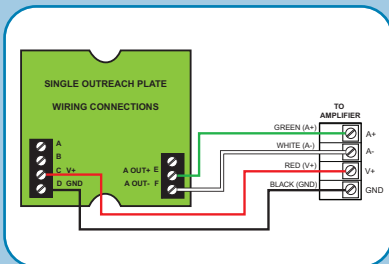 SINGLE OUTREACH PLATE
WIRING CONNECTIONS
A
B
C V+
D GND
A OUT+ E
A OUT- F
TO
AMPLIFIER
GREEN (A+)
A+
WHITE (A-)
A-
RED (V+)
V+
BLACK (GND)
GND